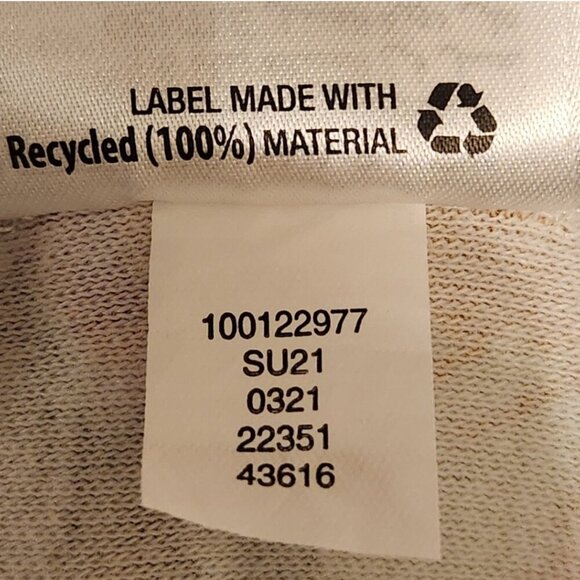 LABEL MADE WITH
Recycled (100%) MATERIAL
100122977
SU21
0321
22351
43616